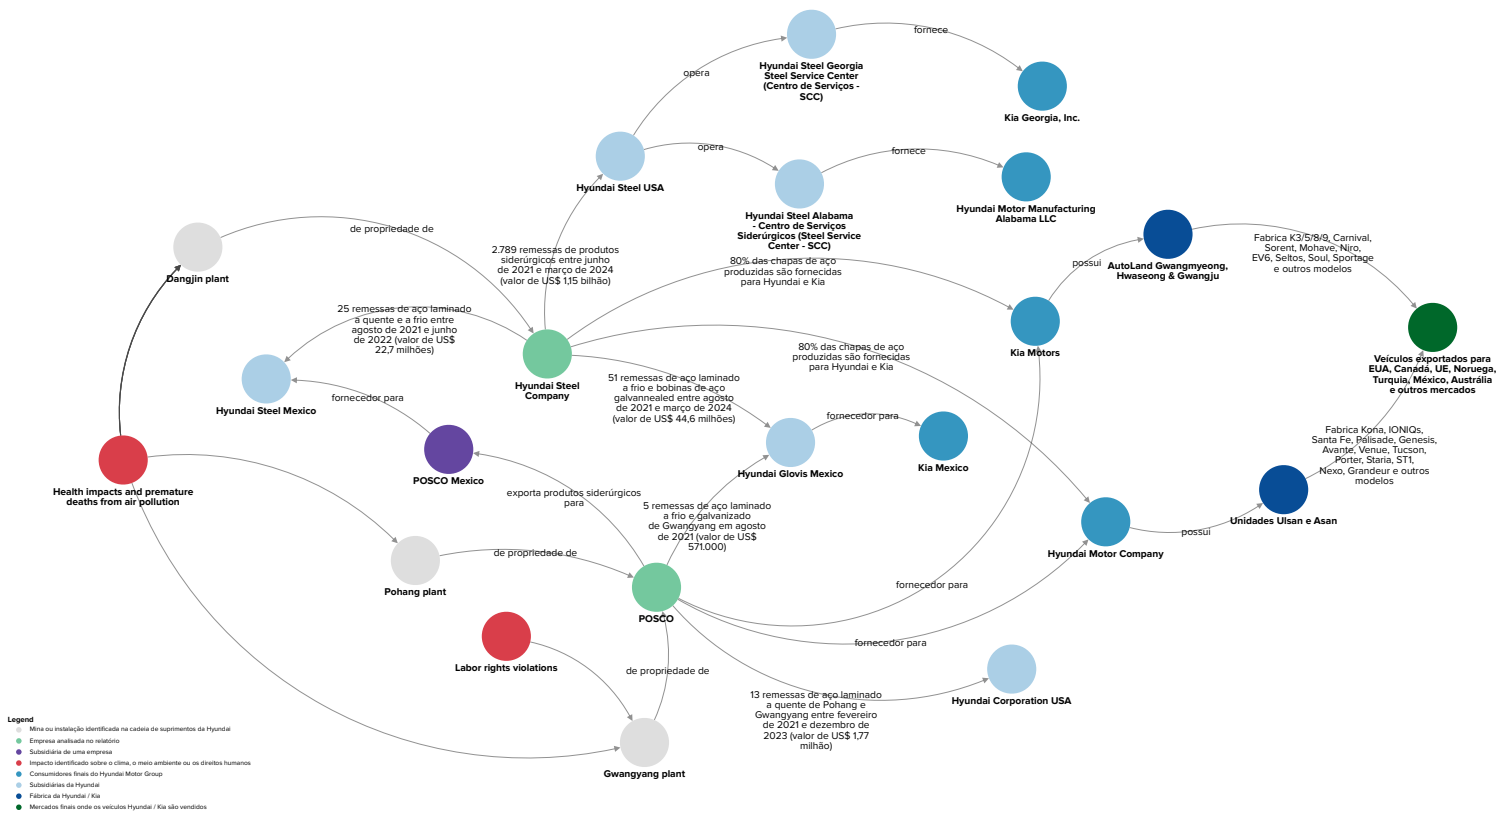 fornece
Hyundai Steel Georgia
Steel Service Center
(Centro de Serviços -
SCC)
opera
Kia Georgia, Inc.
opera
fornece
Hyundai Steel USA
Hyundai Steel Alabama
- Centro de Serviços
Siderúrgicos (Steel Service
Center - SCC)
Hyundai Motor Manufacturing
Alabama LLC
de propriedade de
Dangjin plant
2.789 remessas de produtos
siderúrgicos entre junho
de 2021 e março de 2024
(valor de US$ 1,15 bilhão)
80% das chapas de aço
produzidas são fornecidas
para Hyundai e Kia
possui
AutoLand Gwangmyeong,
Hwaseong & Gwangju
Fabrica K3/5/8/9, Carnival,
Sorent, Mohave, Niro,
EV6, Seltos, Soul, Sportage
e outros modelos
25 remessas de aço laminado
a quente e a frio entre
agosto de 2021 e junho
de 2022 (valor de US$
22,7 milhões)
Kia Motors
80% das chapas de aço
produzidas são fornecidas
para Hyundai e Kia
Veículos exportados para
EUA, Canadá, UE, Noruega,
Turquia, México, Austrália
e outros mercados
Hyundai Steel
Company
51 remessas de aço laminado
a frio e bobinas de aço
galvannealed entre agosto
de 2021 e março de 2024
(valor de US$ 44,6 milhões)
Hyundai Steel Mexico
fornecedor para
fornecedor para
POSCO Mexico
Hyundai Glovis Mexico
Kia Mexico
Fabrica Kona, IONIQs,
Santa Fe, Palisade, Genesis,
Avante, Venue, Tucson,
Porter, Staria, ST1,
Nexo, Grandeur e outros
modelos
Health impacts and premature
deaths from air pollution
exporta produtos siderúrgicos
para
5 remessas de aço laminado
a frio e galvanizado
de Gwangyang em agosto
de 2021 (valor de US$
571.000)
Unidades Ulsan e Asan
possui
Hyundai Motor Company
de propriedade de
Pohang plant
fornecedor para
POSCO
fornecedor para
Labor rights violations
de propriedade de
13 remessas de aço laminado
a quente de Pohang e
Gwangyang entre fevereiro
de 2021 e dezembro de
2023 (valor de US$ 1,77
milhão)
Hyundai Corporation USA
Gwangyang plant
Legend
Mina ou instalação identificada na cadeia de suprimentos da Hyundai
Empresa analisada no relatório
Subsidiária de uma empresa
Impacto identificado sobre o clima, o meio ambiente ou os direitos humanos
Consumidores finais do Hyundai Motor Group
Subsidiárias da Hyundai
Fábrica da Hyundai / Kia
Mercados finais onde os veículos Hyundai / Kia são vendidos